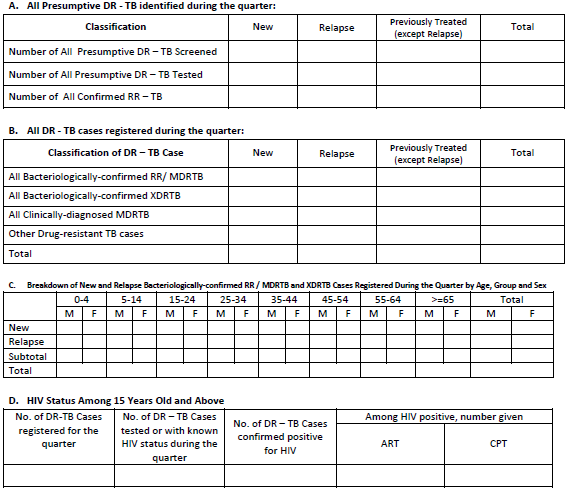 A. All Presumptive DR - TB identified during the quarter:
Classification New Relapse Previously Treated (except Relapse) Total
Number of All Presumptive DR – TB Screened
Number of All Presumptive DR – TB Tested
Number of All Confirmed RR – TB
B. All DR - TB cases registered during the quarter:
Classification of DR – TB Case New Relapse Previously Treated (except Relapse) Total
All Bacteriologically-confirmed RR/ MDRTB
All Bacteriologically-confirmed XDRTB
All Clinically-diagnosed MDRTB
Other Drug-resistant TB cases
Total
C. Breakdown of New and Relapse Bacteriologically-confirmed RR / MDRTB and XDRTB Cases Registered During the Quarter by Age, Group and Sex
0-4 5-14 15-24 25-34 35-44 45-54 55-64 >=65 Total
M F M F M F M F M F M F M F M F M F
New
Relapse
Subtotal
Total
D. HIV Status Among 15 Years Old and Above
No. of DR-TB Cases registered for the quarter
No. of DR – TB Cases tested or with known HIV status during the quarter
No. of DR – TB Cases confirmed positive for HIV
Among HIV positive, number given
ART CPT